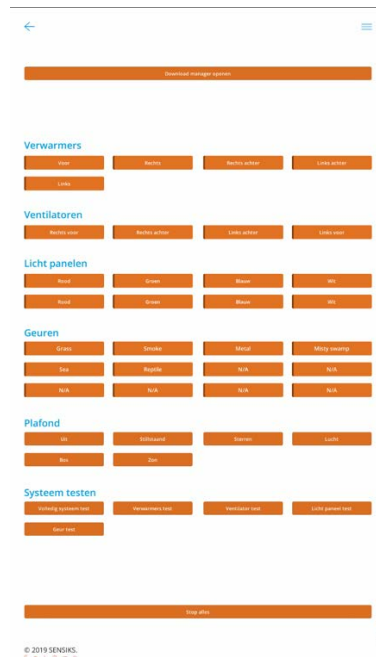 Download manager openen
Verwarmers
Voor Rechts Rechts achter Links achter
Links
Ventilatoren
Rechts voor Rechts achter Links achter Links voor
Licht panelen
Rood Groen Blauw Wit
Rood Groen Blauw Wit
Geuren
Grass Smoke Metal Misty swamp
Sea Reptile N/A N/A
N/A N/A N/A N/A
Plafond
Uit Stilstaand Sterren Lucht
Bos Zon
Systeem testen
Volledig systeem test Verwarmers test Ventilator test Licht paneel test
Geur test
Stop alles
© 2019 SENSIKS.